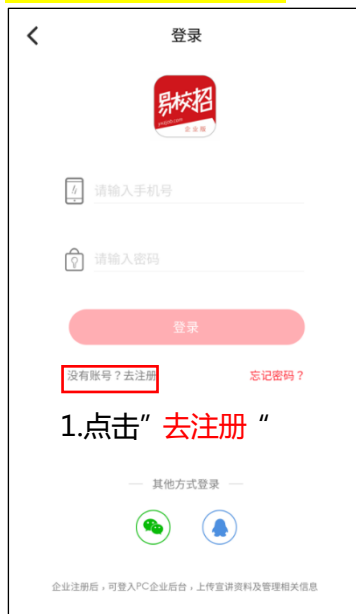 登录
易校招
企业端
请输入手机号
请输入密码
登录
没有账号？去注册
忘记密码？
1.点击”去注册“
其他方式登录
企业注册后，可登入PC企业后台，上传宣讲资料及管理相关信息